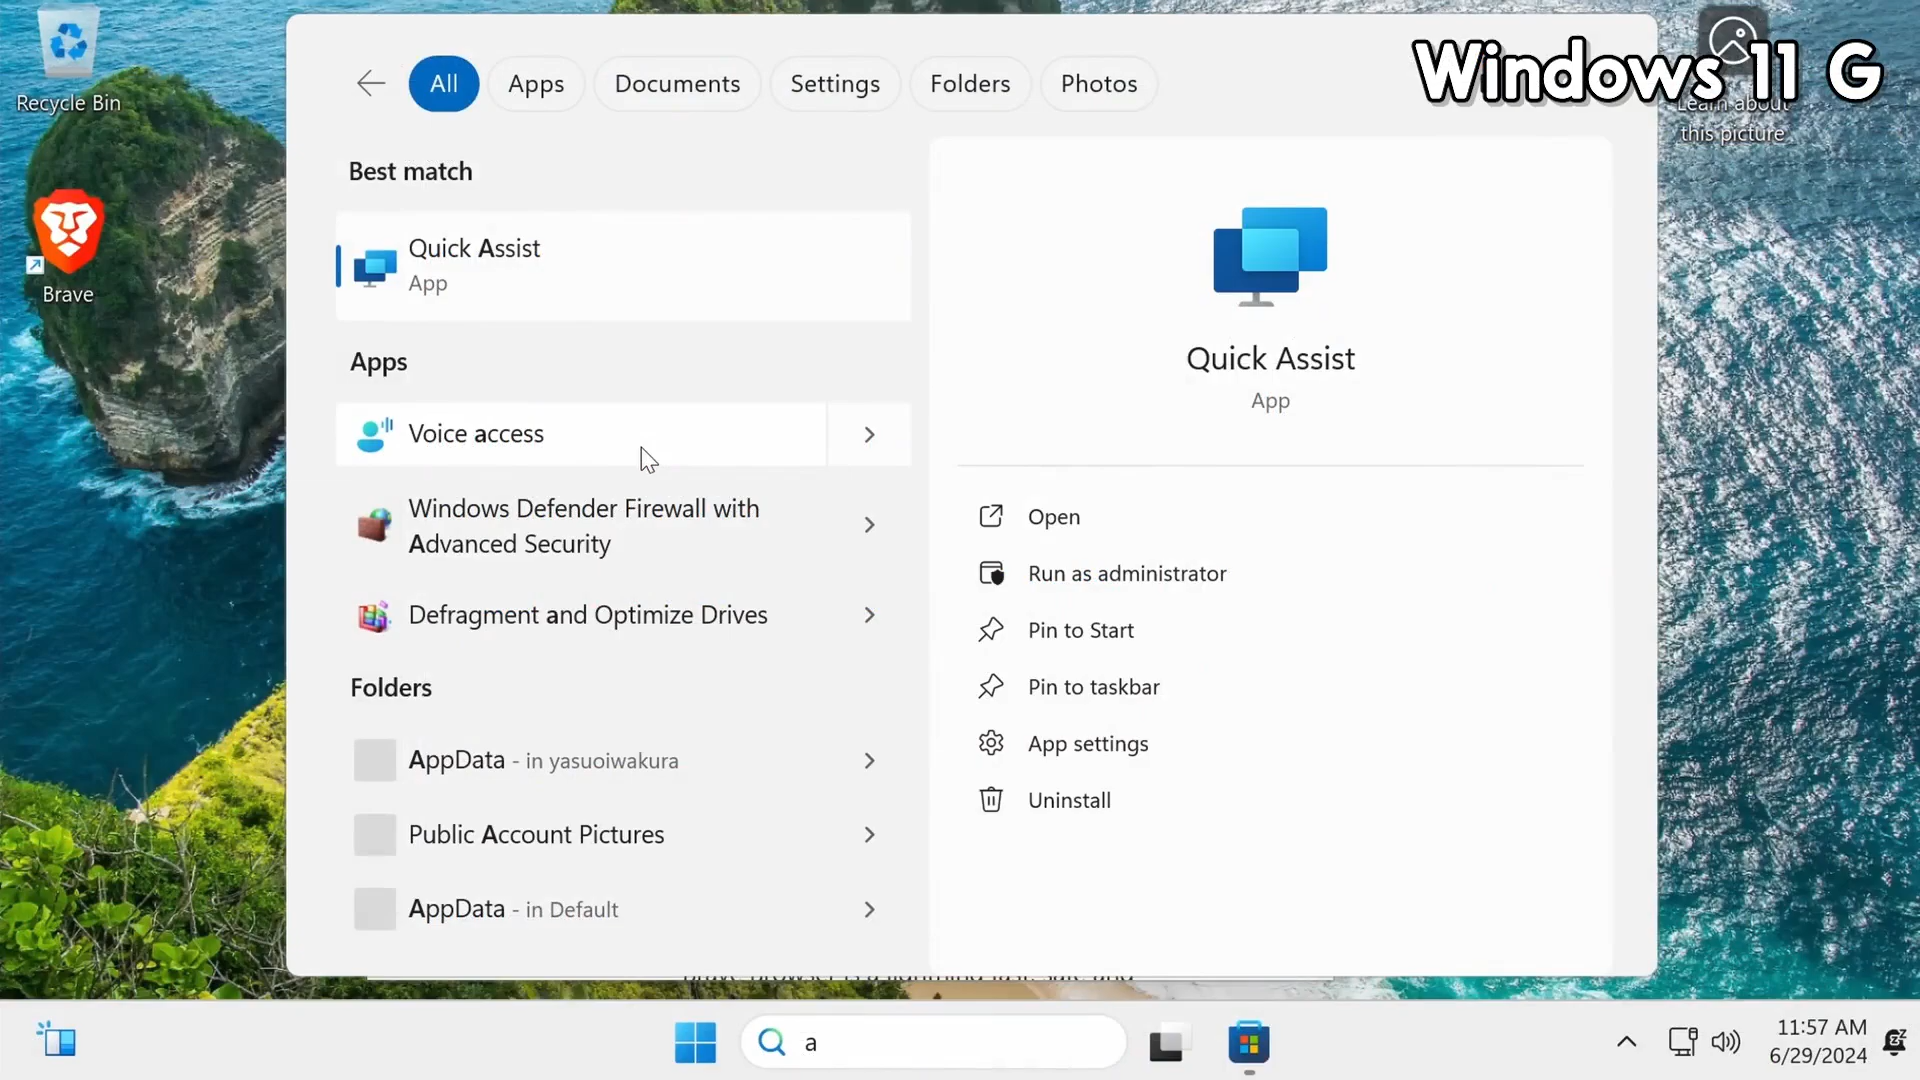 Windows 11 G
Recycle Bin
Learn about
this picture
Brave
All
Apps
Documents
Settings
Folders
Photos
Best match
Quick Assist
App
Apps
Voice access
Windows Defender Firewall with
Advanced Security
Defragment and Optimize Drives
Folders
AppData - in yasuoiwakura
Public Account Pictures
AppData - in Default
Quick Assist
App
Open
Run as administrator
Pin to Start
Pin to taskbar
App settings
Uninstall
a
11:57 AM
6/29/2024